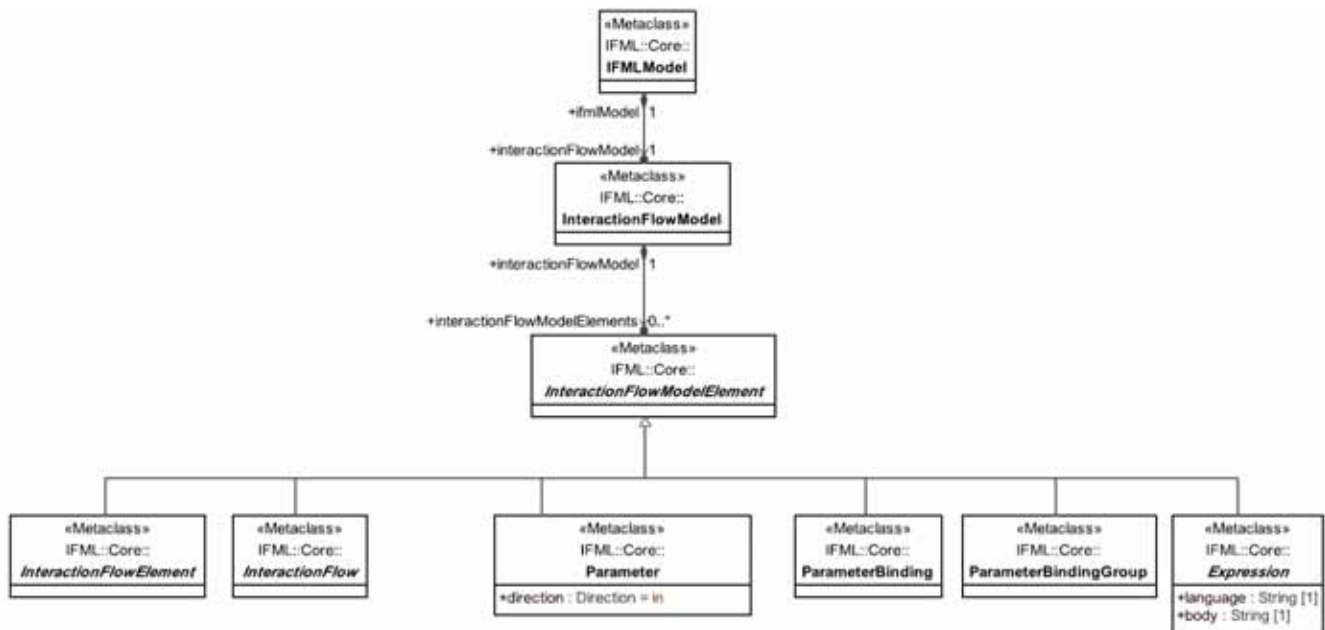 «Metaclass»
IFML::Core::
IFMLModel
+ifmlModel 1
+interactionFlowModel 1
«Metaclass»
IFML::Core::
InteractionFlowModel
+interactionFlowModel 1
+interactionFlowModelElements 0..*
«Metaclass»
IFML::Core::
InteractionFlowModelElement
«Metaclass»
IFML::Core::
InteractionFlowElement
«Metaclass»
IFML::Core::
InteractionFlow
«Metaclass»
IFML::Core::
Parameter
+direction : Direction = in
«Metaclass»
IFML::Core::
ParameterBinding
«Metaclass»
IFML::Core::
ParameterBindingGroup
«Metaclass»
IFML::Core::
Expression
+language : String [1]
+body : String [1]